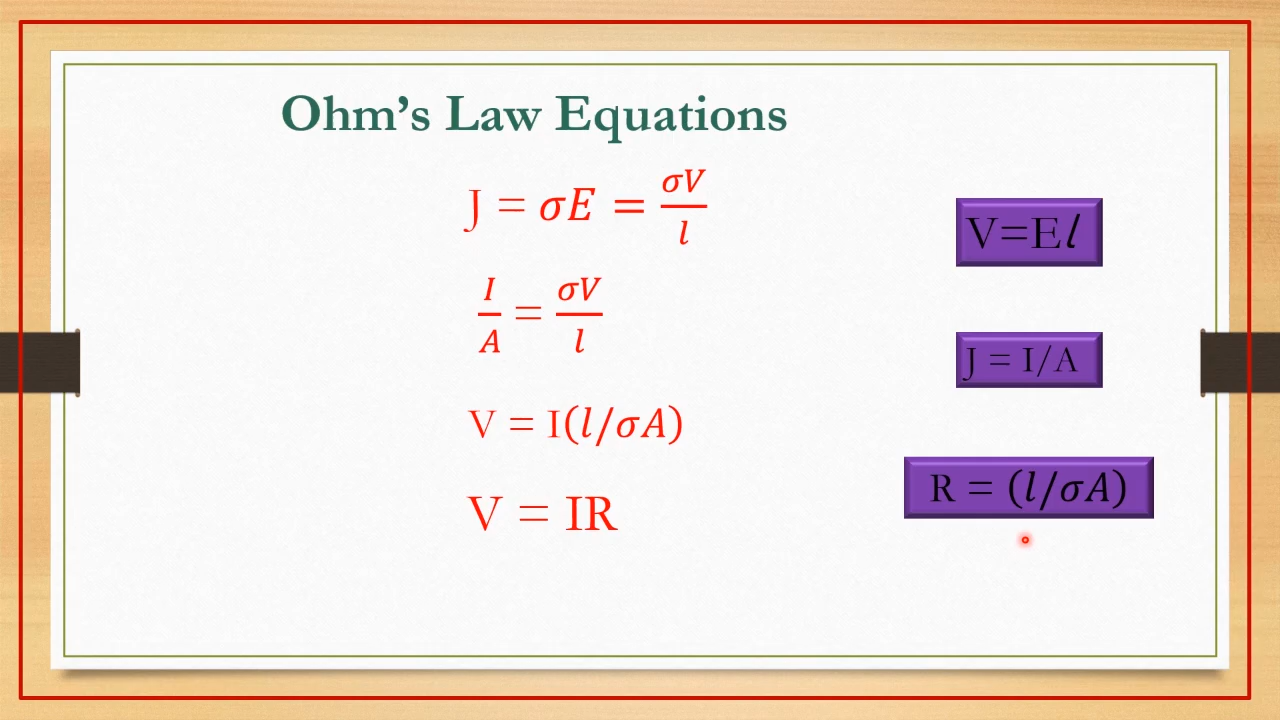 Ohm's Law Equations
J = σE = σV/l
V=El
I/A = σV/l
J = I/A
V = I(l/σA)
R = (l/σA)
V = IR